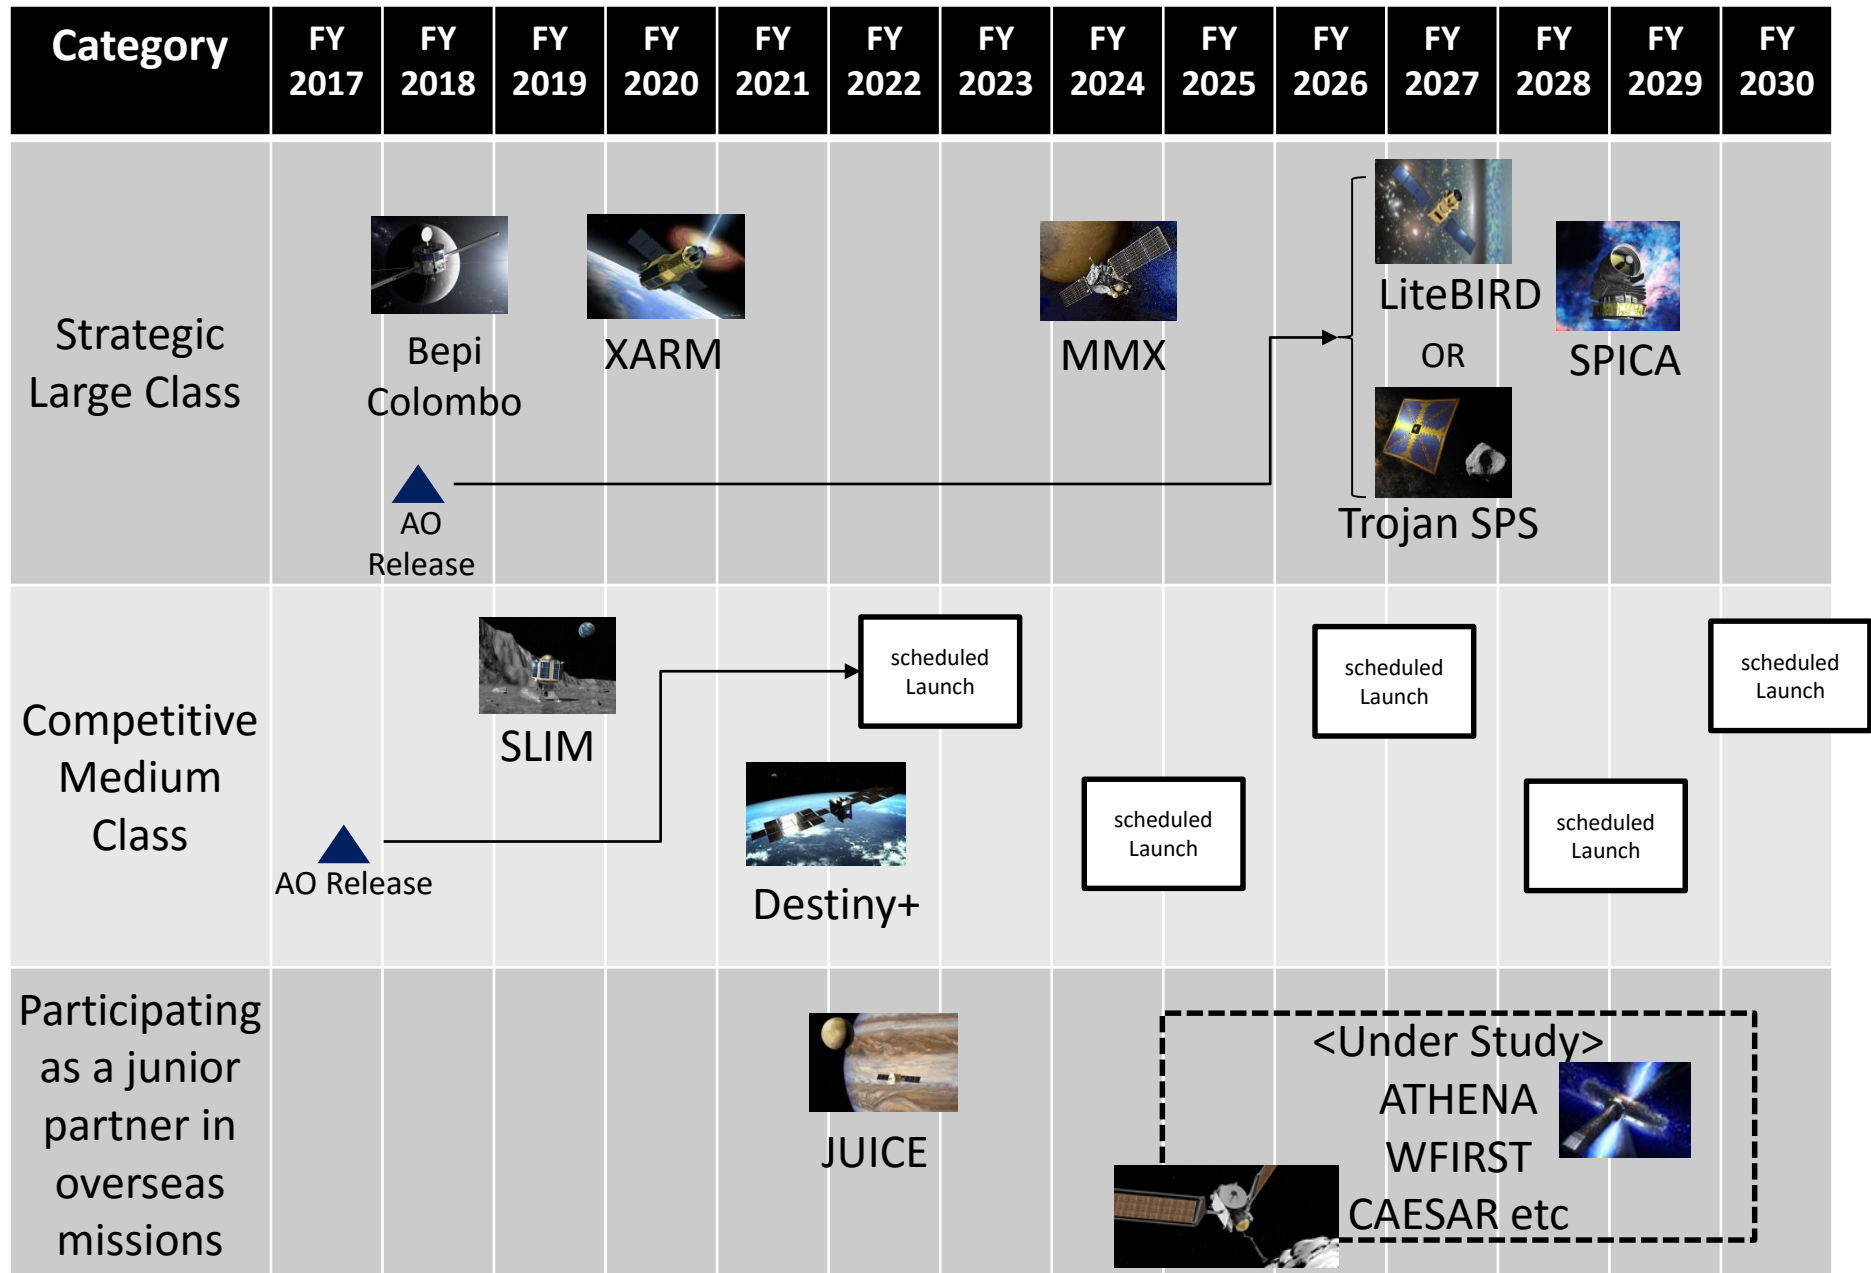 Category
FY
2017
FY
2018
FY
2019
FY
2020
FY
2021
FY
2022
FY
2023
FY
2024
FY
2025
FY
2026
FY
2027
FY
2028
FY
2029
FY
2030
Strategic
Large Class
Bepi
Colombo
XARM
MMX
LiteBIRD
OR
Trojan SPS
SPICA
AO
Release
Competitive
Medium
Class
SLIM
AO Release
Destiny+
scheduled
Launch
scheduled
Launch
scheduled
Launch
scheduled
Launch
scheduled
Launch
Participating
as a junior
partner in
overseas
missions
JUICE
<Under Study>
ATHENA
WFIRST
CAESAR etc